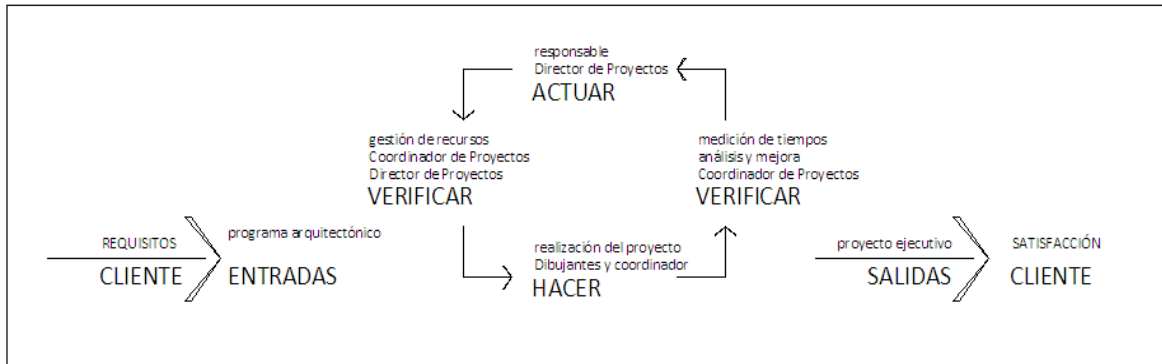 responsable
Director de Proyectos
ACTUAR
gestión de recursos
Coordinador de Proyectos
Director de Proyectos
VERIFICAR
medición de tiempos
análisis y mejora
Coordinador de Proyectos
VERIFICAR
REQUISITOS
CLIENTE
programa arquitectónico
ENTRADAS
realización del proyecto
Dibujantes y coordinador
HACER
proyecto ejecutivo
SALIDAS
SATISFACCIÓN
CLIENTE